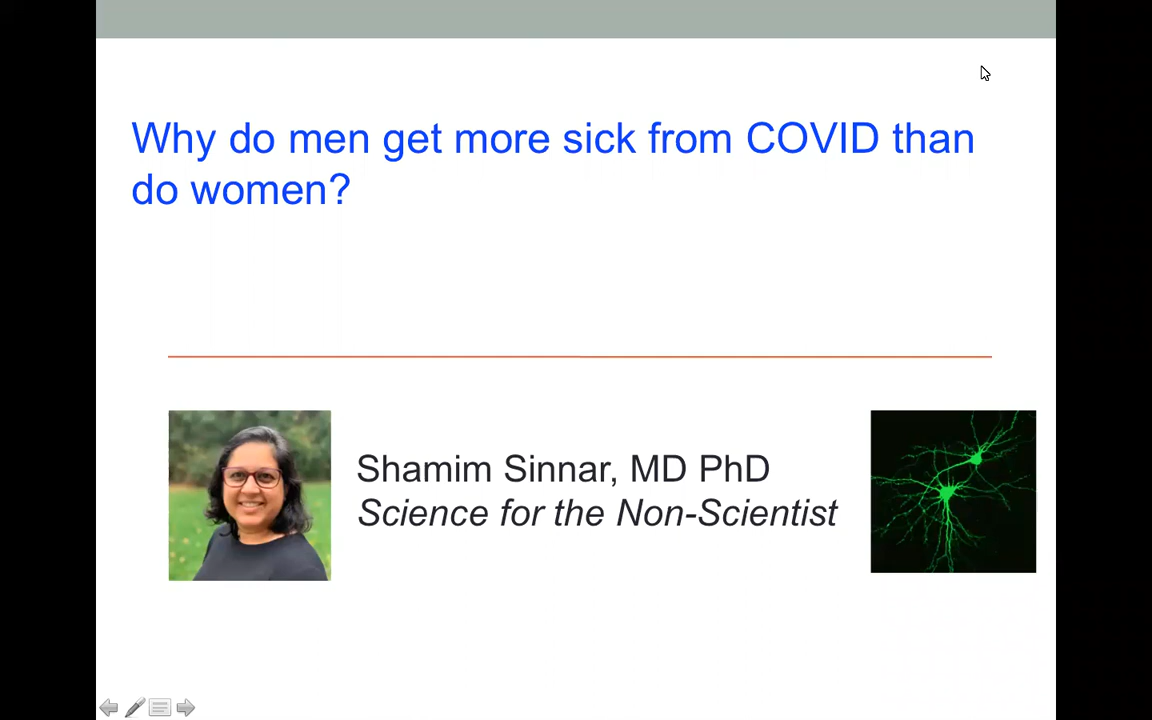 Why do men get more sick from COVID than
do women?
Shamim Sinnar, MD PhD
Science for the Non-Scientist